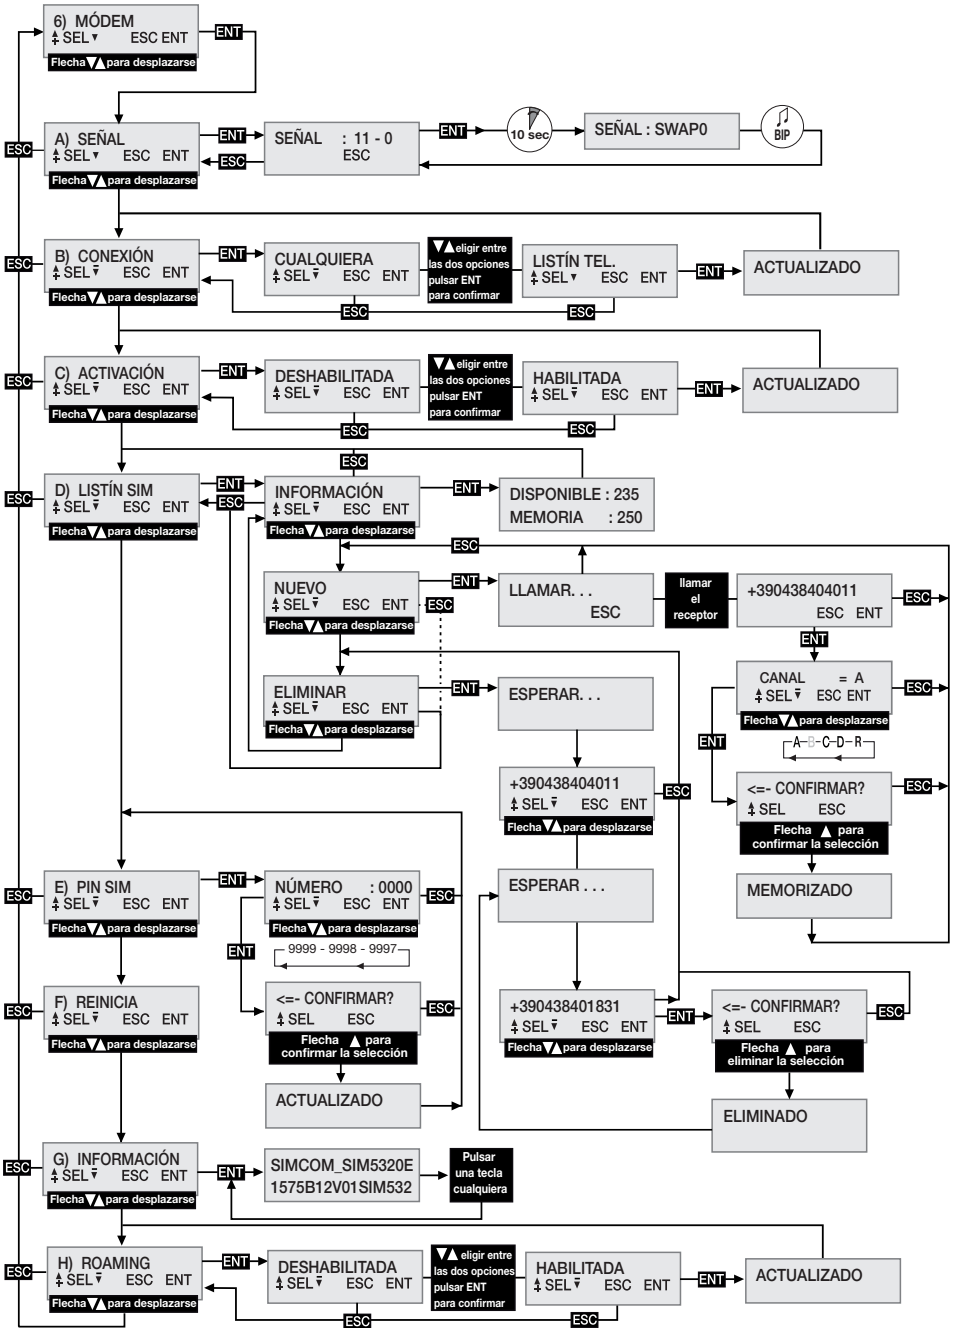 6) MÓDEM
SEL ESC ENT
Flecha para desplazarse
ENT
A) SEÑAL
SEL ESC ENT
Flecha para desplazarse
ESC
ENT
ESC
SEÑAL : 11 - 0
ESC
ENT
10 sec
SEÑAL : SWAP0
BIP
B) CONEXIÓN
SEL ESC ENT
Flecha para desplazarse
ESC
ENT
CUALQUIERA
SEL ESC ENT
ESC
eligir entre
las dos opciones
pulsar ENT
para confirmar
LISTÍN TEL.
SEL ESC ENT
ESC
ENT
ACTUALIZADO
C) ACTIVACIÓN
SEL ESC ENT
Flecha para desplazarse
ESC
ENT
DESHABILITADA
SEL ESC ENT
ESC
eligir entre
las dos opciones
pulsar ENT
para confirmar
HABILITADA
SEL ESC ENT
ESC
ENT
ACTUALIZADO
D) LISTÍN SIM
SEL ESC ENT
Flecha para desplazarse
ESC
ENT
ESC
ESC
INFORMACIÓN
SEL ESC ENT
Flecha para desplazarse
ENT
DISPONIBLE : 235
MEMORIA : 250
ESC
NUEVO
SEL ESC ENT
Flecha para desplazarse
ENT
ESC
LLAMAR. . .
ESC
llamar
el
receptor
+390438404011
ESC ENT
ESC
ENT
CANAL = A
SEL ESC ENT
Flecha para desplazarse
ESC
A-B-C-D-R
ENT
<=- CONFIRMAR?
SEL ESC
Flecha para
confirmar la selección
ESC
MEMORIZADO
ELIMINAR
SEL ESC ENT
Flecha para desplazarse
ENT
ESPERAR. . .
+390438404011
SEL ESC ENT
Flecha para desplazarse
ESC
ESPERAR . . .
+390438401831
SEL ESC ENT
Flecha para desplazarse
ENT
<=- CONFIRMAR?
SEL ESC
Flecha para
eliminar la selección
ESC
ELIMINADO
E) PIN SIM
SEL ESC ENT
Flecha para desplazarse
ESC
ENT
NÚMERO : 0000
SEL ESC ENT
Flecha para desplazarse
ESC
9999 - 9998 - 9997
ENT
<=- CONFIRMAR?
SEL ESC
Flecha para
confirmar la selección
ESC
ACTUALIZADO
F) REINICIA
SEL ESC ENT
Flecha para desplazarse
ESC
G) INFORMACIÓN
SEL ESC ENT
Flecha para desplazarse
ESC
ENT
SIMCOM_SIM5320E
1575B12V01SIM532
Pulsar
una tecla
cualquiera
H) ROAMING
SEL ESC ENT
Flecha para desplazarse
ESC
ENT
DESHABILITADA
SEL ESC ENT
ESC
eligir entre
las dos opciones
pulsar ENT
para confirmar
HABILITADA
SEL ESC ENT
ESC
ENT
ACTUALIZADO